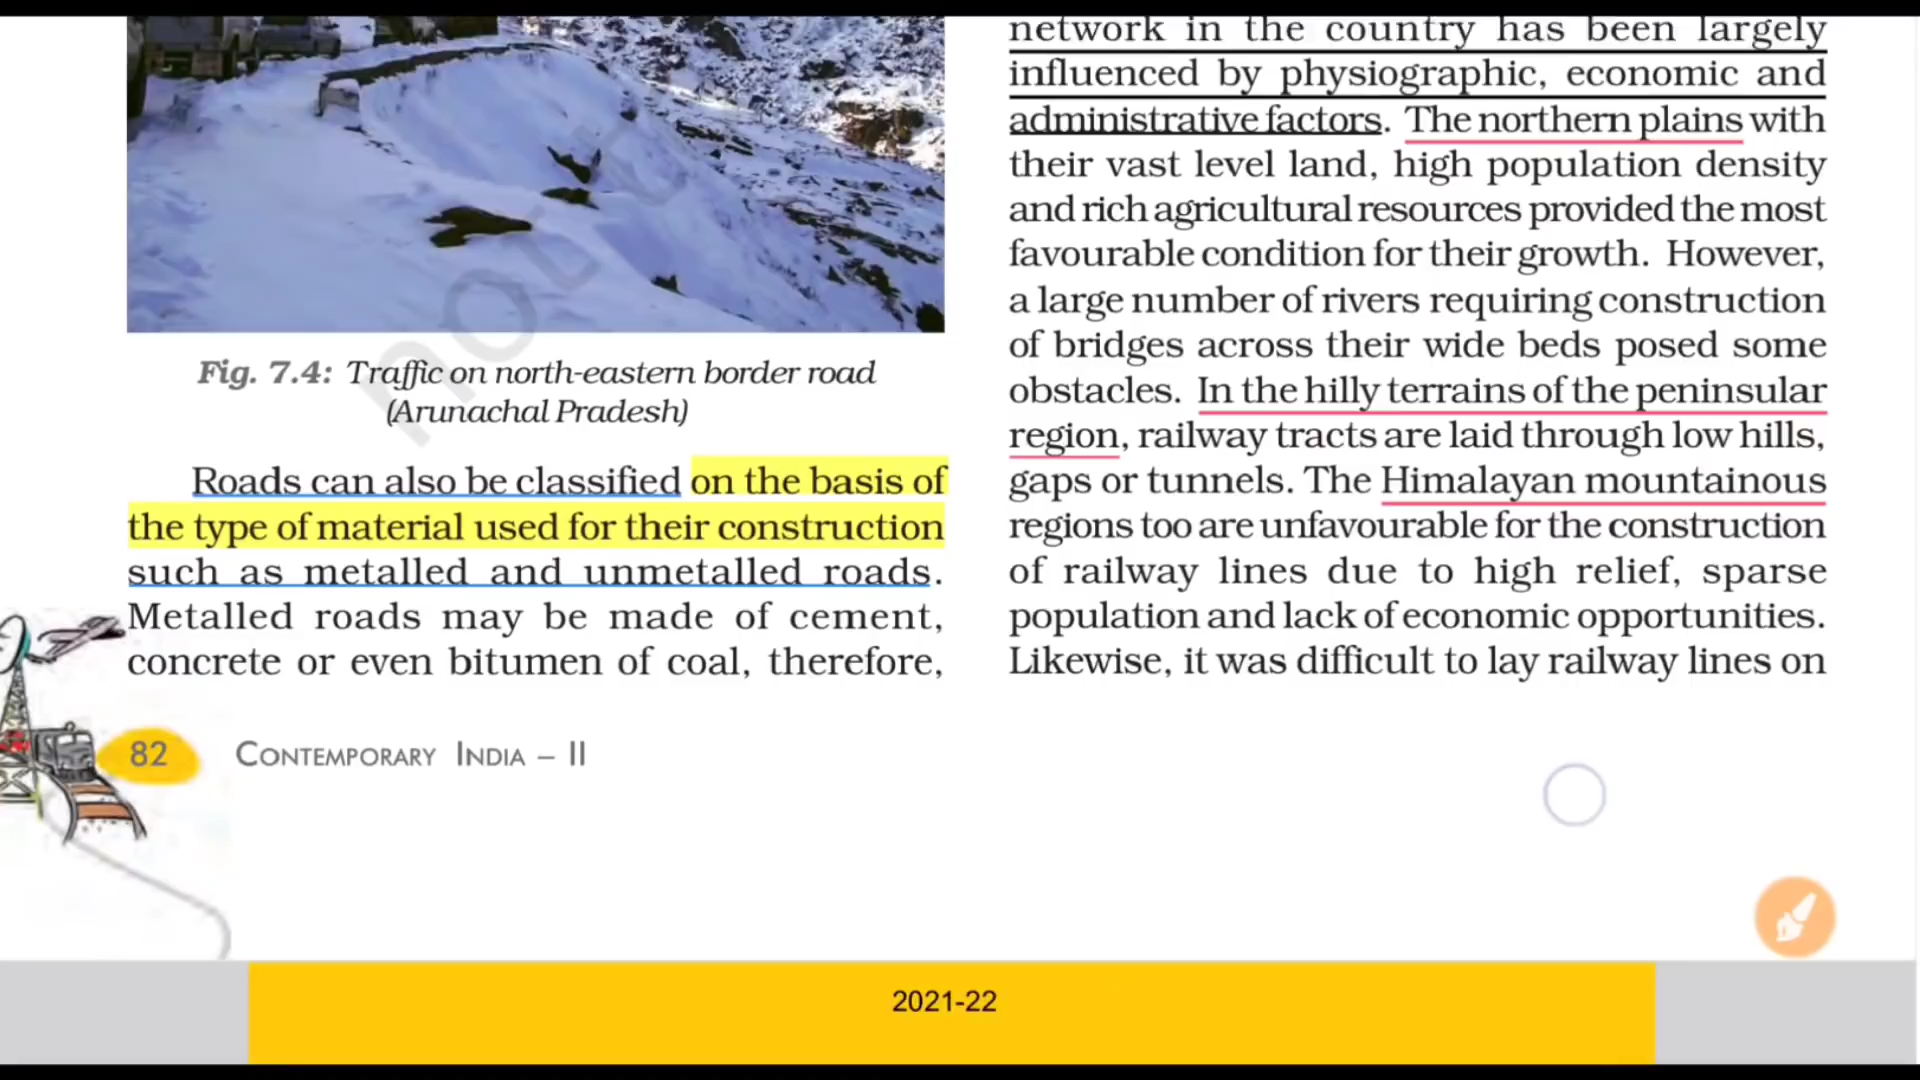 Fig. 7.4: Traffic on north-eastern border road
(Arunachal Pradesh)
Roads can also be classified on the basis of
the type of material used for their construction
such as metalled and unmetalled roads.
Metalled roads may be made of cement,
concrete or even bitumen of coal, therefore,
network in the country has been largely
influenced by physiographic, economic and
administrative factors. The northern plains with
their vast level land, high population density
and rich agricultural resources provided the most
favourable condition for their growth. However,
a large number of rivers requiring construction
of bridges across their wide beds posed some
obstacles. In the hilly terrains of the peninsular
region, railway tracts are laid through low hills,
gaps or tunnels. The Himalayan mountainous
regions too are unfavourable for the construction
of railway lines due to high relief, sparse
population and lack of economic opportunities.
Likewise, it was difficult to lay railway lines on
82 CONTEMPORARY INDIA – II
2021-22